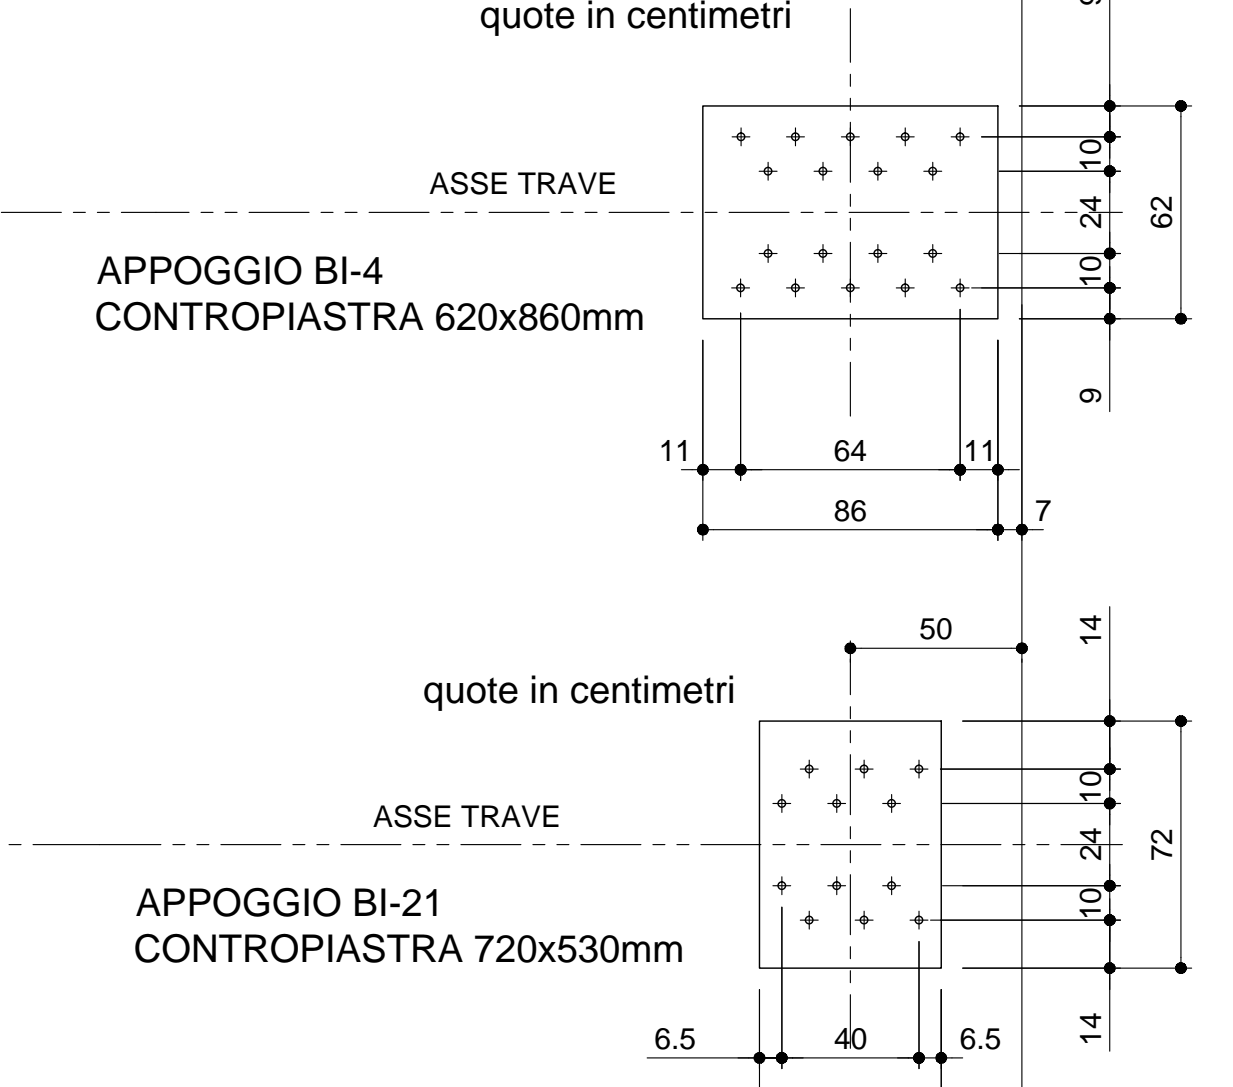 quote in centimetri
ASSE TRAVE
APPOGGIO BI-4
CONTROPIASTRA 620x860mm
10
24
10
62
9
11
64
11
86
7
50
14
quote in centimetri
ASSE TRAVE
APPOGGIO BI-21
CONTROPIASTRA 720x530mm
10
24
10
72
14
6.5
40
6.5